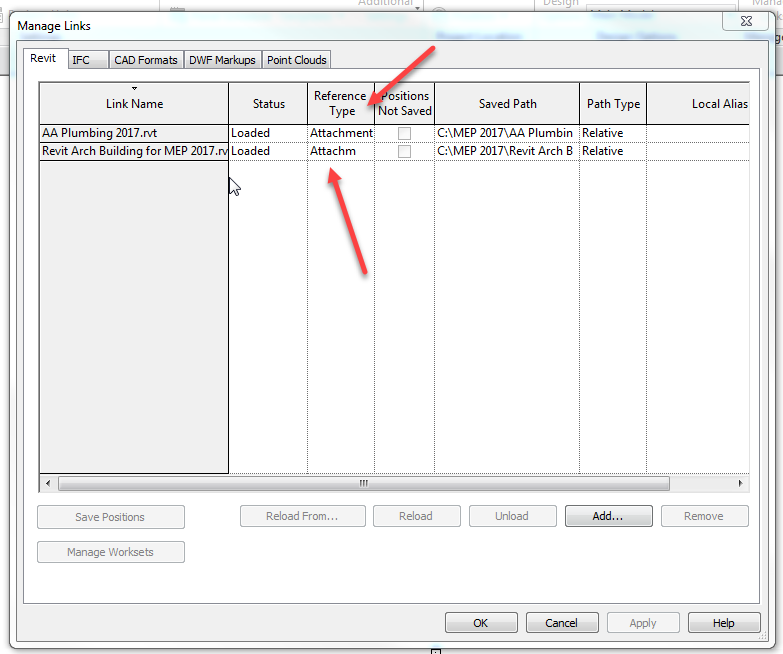 Additional
Design
Manage Links
Revit IFC CAD Formats DWF Markups Point Clouds
Link Name Status Reference Type Positions Not Saved Saved Path Path Type Local Alias
AA Plumbing 2017.rvt Loaded Attachment C:\MEP 2017\AA Plumbin Relative
Revit Arch Building for MEP 2017.rv Loaded Attachm C:\MEP 2017\Revit Arch B Relative
Save Positions Reload From... Reload Unload Add... Remove
Manage Worksets
OK Cancel Apply Help